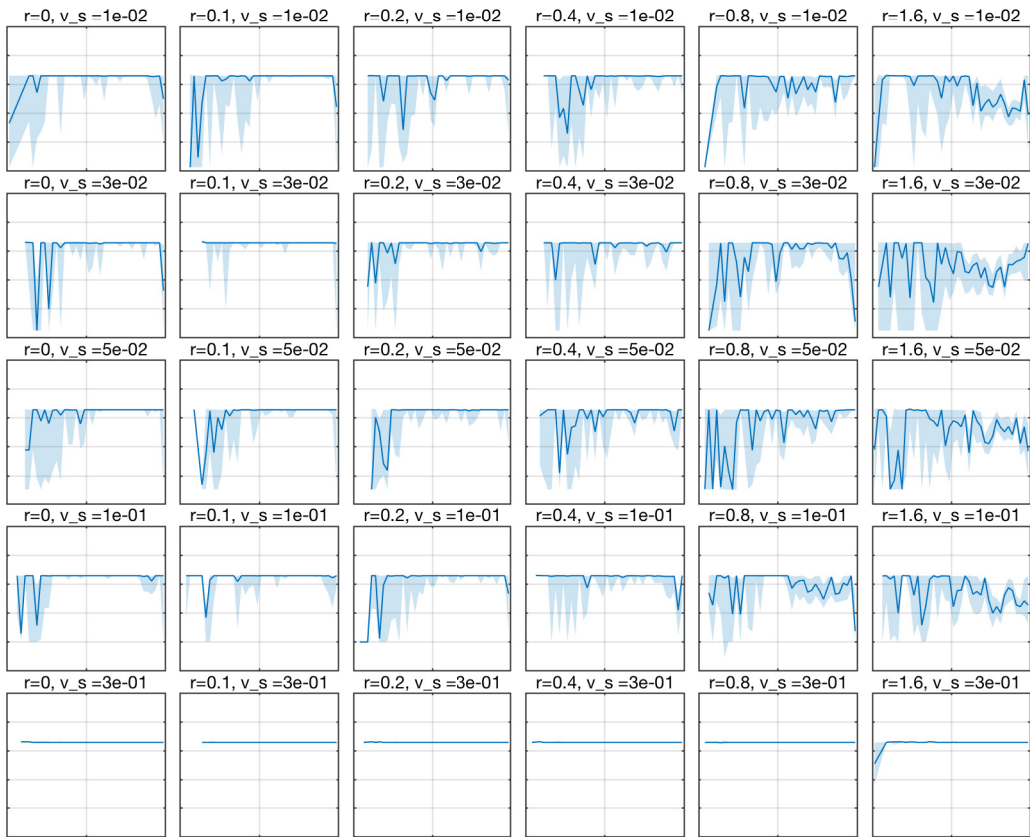 r=0, v_s =1e-02
r=0.1, v_s =1e-02
r=0.2, v_s =1e-02
r=0.4, v_s =1e-02
r=0.8, v_s =1e-02
r=1.6, v_s =1e-02
r=0, v_s =3e-02
r=0.1, v_s =3e-02
r=0.2, v_s =3e-02
r=0.4, v_s =3e-02
r=0.8, v_s =3e-02
r=1.6, v_s =3e-02
r=0, v_s =5e-02
r=0.1, v_s =5e-02
r=0.2, v_s =5e-02
r=0.4, v_s =5e-02
r=0.8, v_s =5e-02
r=1.6, v_s =5e-02
r=0, v_s =1e-01
r=0.1, v_s =1e-01
r=0.2, v_s =1e-01
r=0.4, v_s =1e-01
r=0.8, v_s =1e-01
r=1.6, v_s =1e-01
r=0, v_s =3e-01
r=0.1, v_s =3e-01
r=0.2, v_s =3e-01
r=0.4, v_s =3e-01
r=0.8, v_s =3e-01
r=1.6, v_s =3e-01